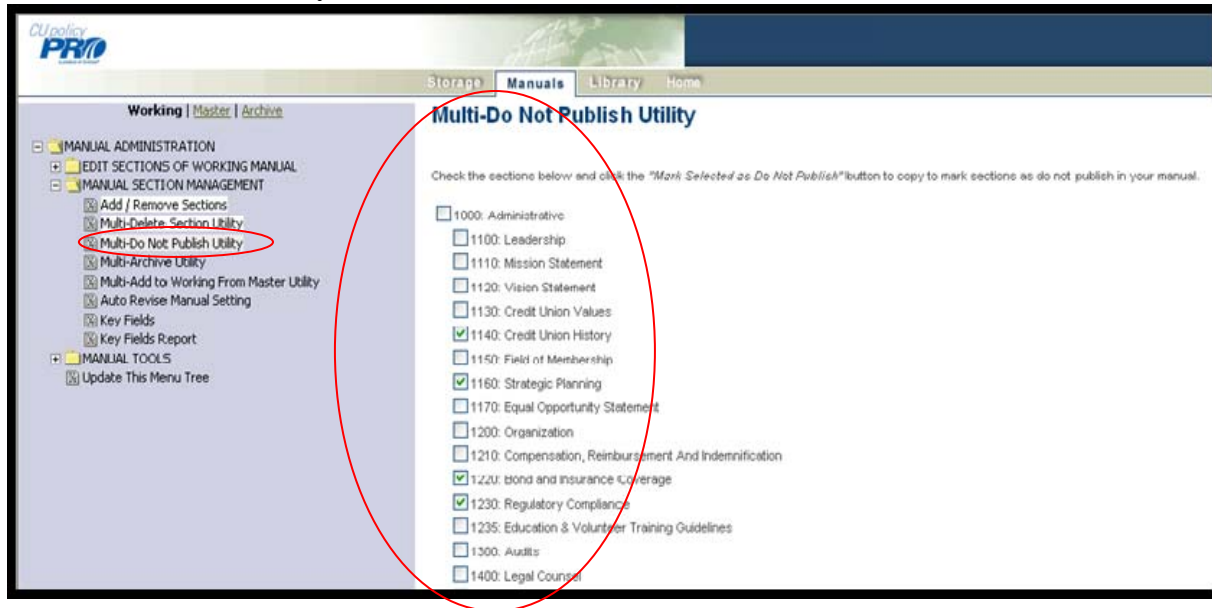 CU policy
PRO
Storage Manuals Library Home
Working | Master | Archive
MANUAL ADMINISTRATION
EDIT SECTIONS OF WORKING MANUAL
MANUAL SECTION MANAGEMENT
Add / Remove Sections
Multi-Delete Section Utility
Multi-Do Not Publish Utility
Multi-Archive Utility
Multi-Add to Working From Master Utility
Auto Revise Manual Setting
Key Fields
Key Fields Report
MANUAL TOOLS
Update This Menu Tree
Multi-Do Not Publish Utility
Check the sections below and click the "Mark Selected as Do Not Publish" button to copy to mark sections as do not publish in your manual.
1000: Administrative
1100: Leadership
1110: Mission Statement
1120: Vision Statement
1130: Credit Union Values
1140: Credit Union History
1150: Field of Membership
1160: Strategic Planning
1170: Equal Opportunity Statement
1200: Organization
1210: Compensation, Reimbursement And Indemnification
1220: Bond and Insurance Coverage
1230: Regulatory Compliance
1235: Education & Volunteer Training Guidelines
1300: Audits
1400: Legal Counsel